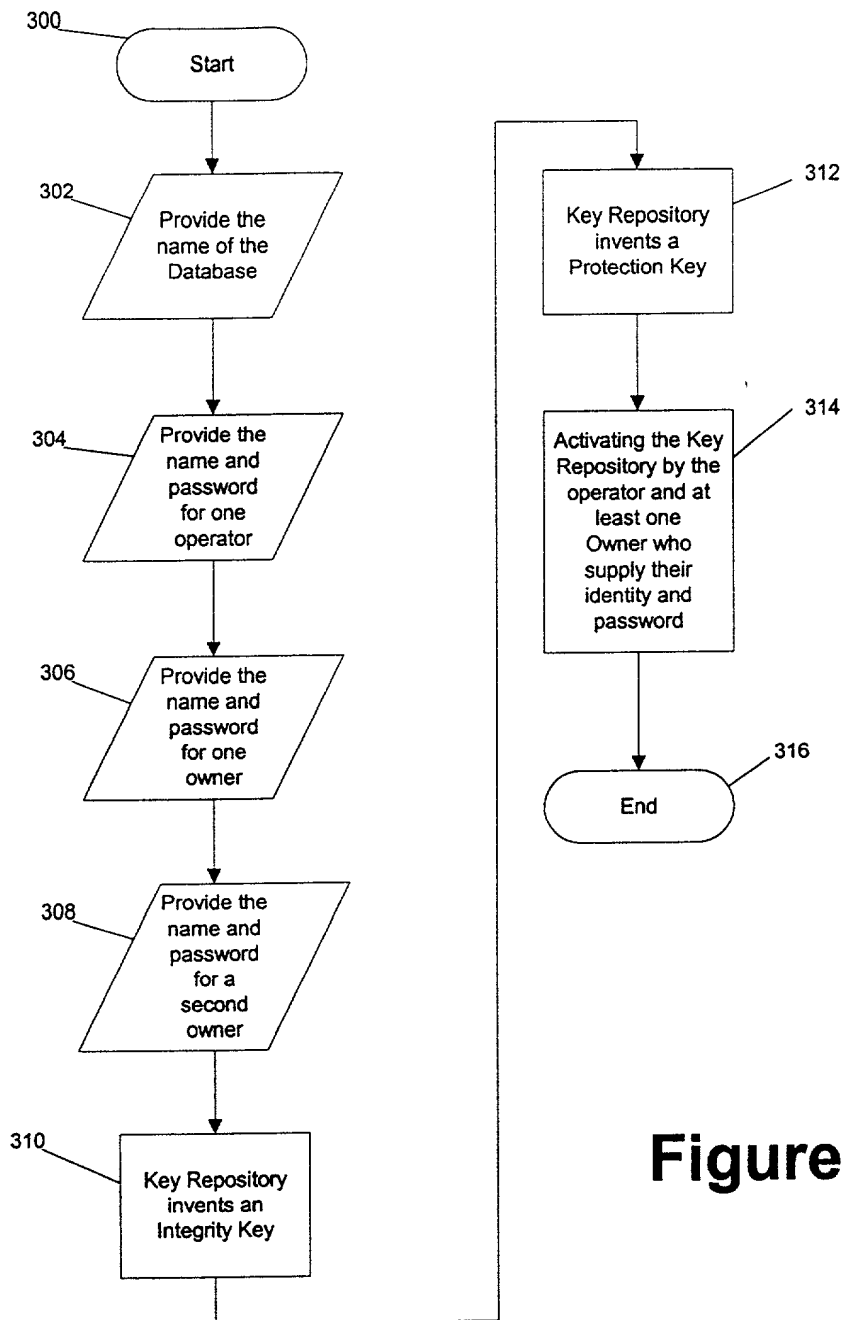 300
Start
302
Provide the
name of the
Database
304
Provide the
name and
password
for one
operator
306
Provide the
name and
password
for one
owner
308
Provide the
name and
password
for a
second
owner
310
Key Repository
invents an
Integrity Key
312
Key Repository
invents a
Protection Key
314
Activating the Key
Repository by the
operator and at
least one
Owner who
supply their
identity and
password
316
End
Figure